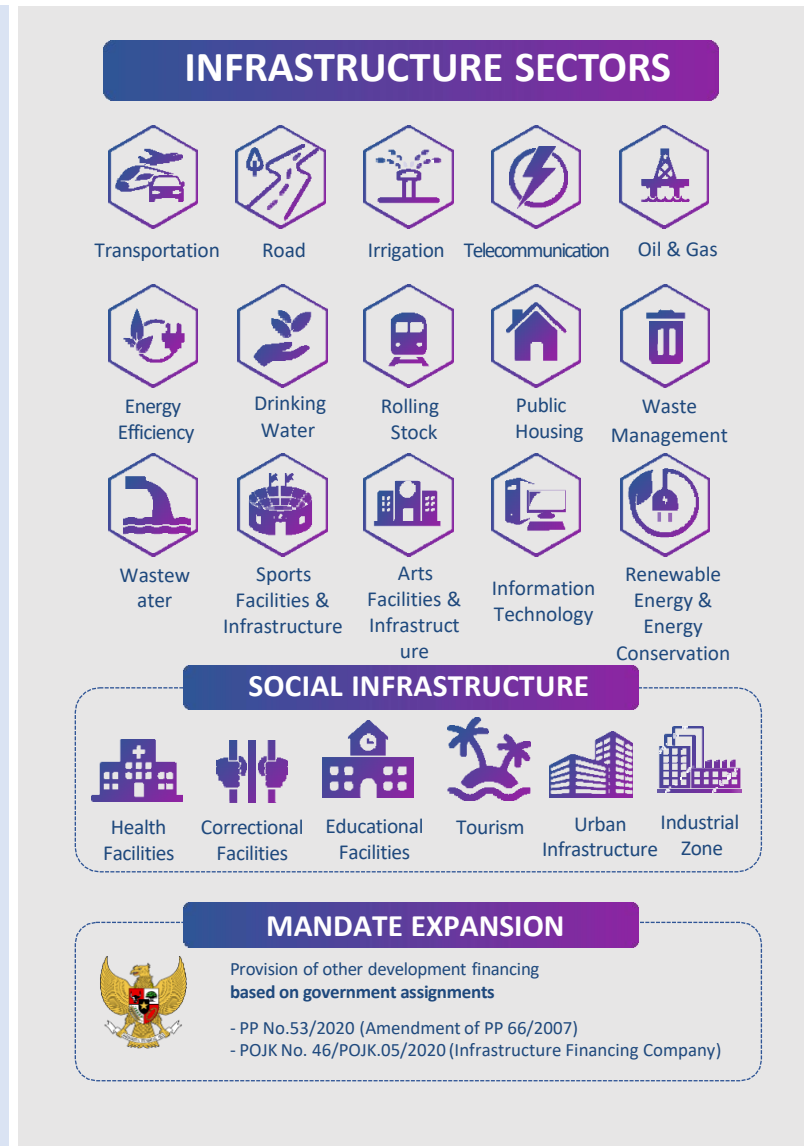 INFRASTRUCTURE SECTORS
Transportation
Road
Irrigation
Telecommunication
Oil & Gas
Energy
Efficiency
Drinking
Water
Rolling
Stock
Public
Housing
Waste
Management
Wastew
ater
Sports
Facilities &
Infrastructure
Arts
Facilities &
Infrastruct
ure
Information
Technology
Renewable
Energy &
Energy
Conservation
SOCIAL INFRASTRUCTURE
Health
Facilities
Correctional
Facilities
Educational
Facilities
Tourism
Urban
Infrastructure
Industrial
Zone
MANDATE EXPANSION
Provision of other development financing
based on government assignments
- PP No.53/2020 (Amendment of PP 66/2007)
- POJK No. 46/POJK.05/2020 (Infrastructure Financing Company)